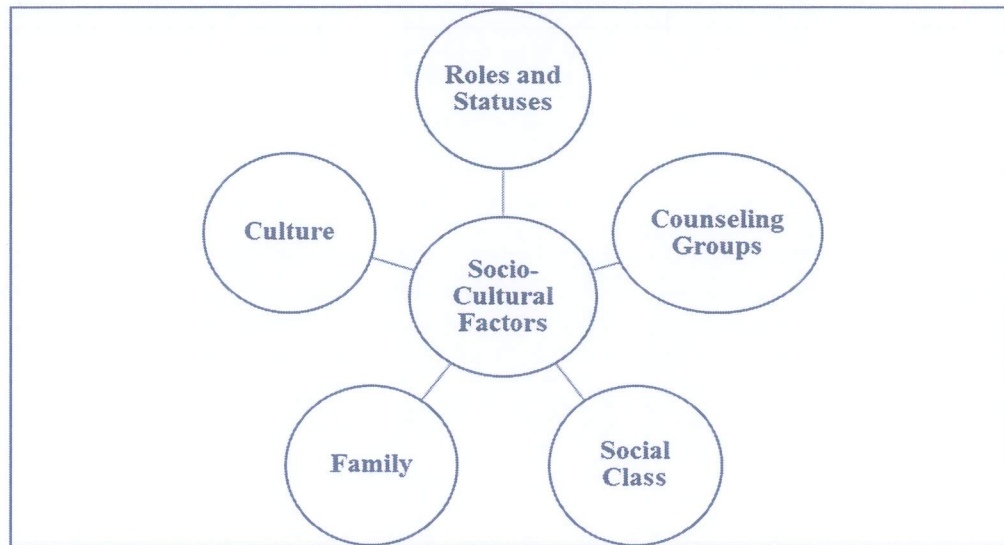 Roles and
Statuses
Culture
Counseling
Groups
Socio-
Cultural
Factors
Family
Social
Class